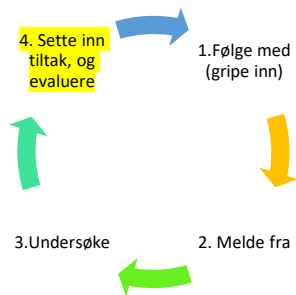 1.Følge med
(gripe inn)
2. Melde fra
3.Undersøke
4. Sette inn
tiltak, og
evaluere